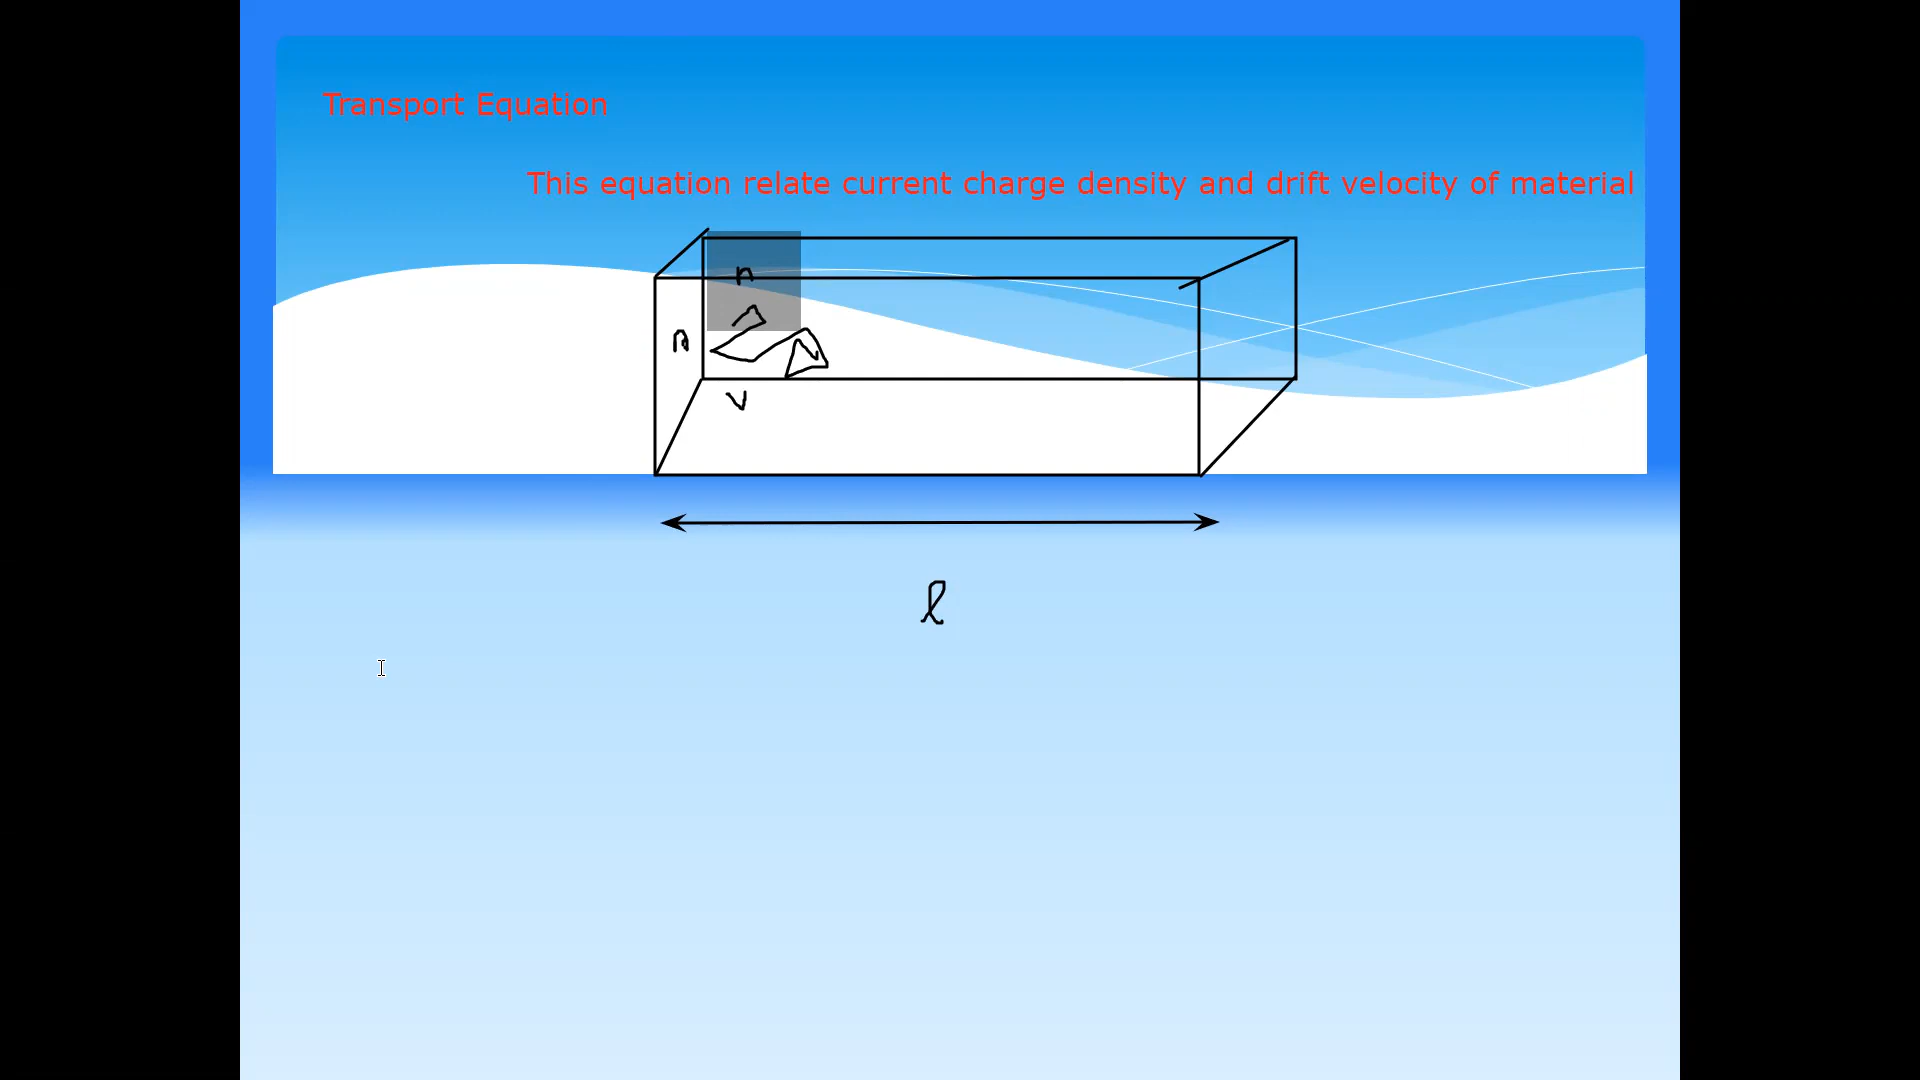 Transport Equation
This equation relate current charge density and drift velocity of material
n
n
v
l